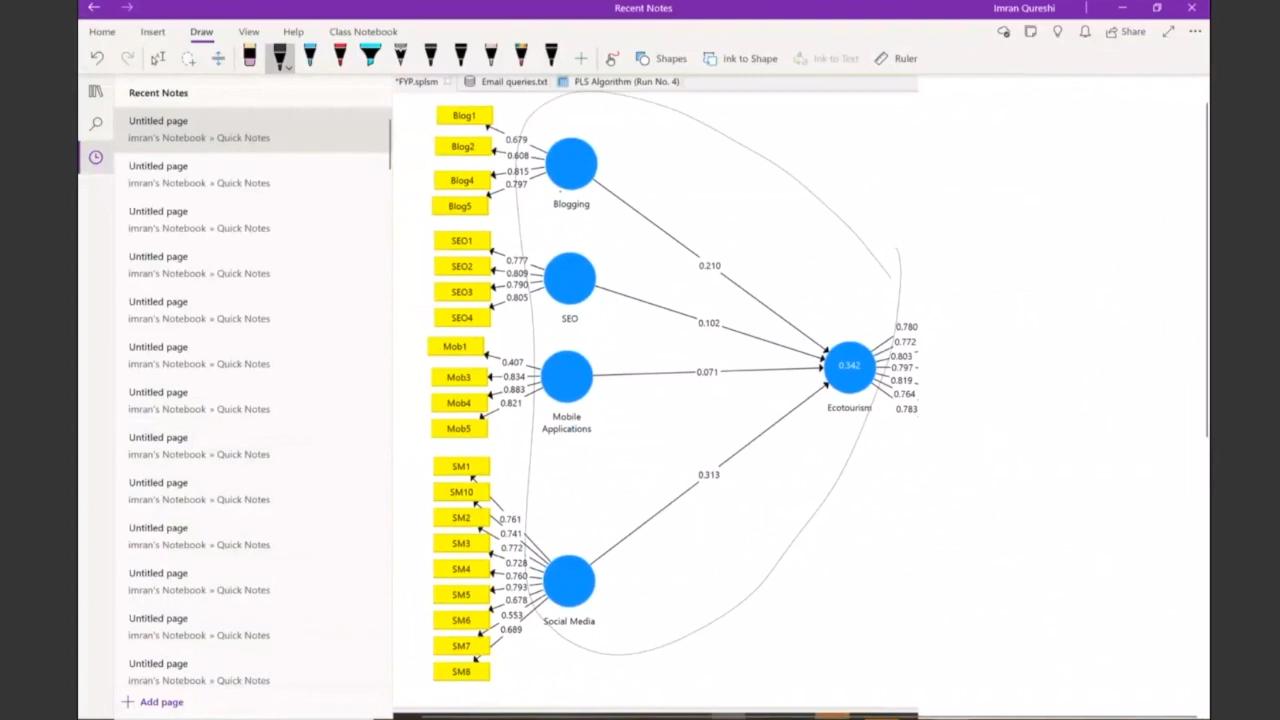 Recent Notes
Imran Qureshi
Home Insert Draw View Help Class Notebook
Share
Shapes Ink to Shape Ink to Text Ruler
Recent Notes
Untitled page
imran's Notebook » Quick Notes
Untitled page
imran's Notebook » Quick Notes
Untitled page
imran's Notebook » Quick Notes
Untitled page
imran's Notebook » Quick Notes
Untitled page
imran's Notebook » Quick Notes
Untitled page
imran's Notebook » Quick Notes
Untitled page
imran's Notebook » Quick Notes
Untitled page
imran's Notebook » Quick Notes
Untitled page
imran's Notebook » Quick Notes
Untitled page
imran's Notebook » Quick Notes
Untitled page
imran's Notebook » Quick Notes
Untitled page
imran's Notebook » Quick Notes
Untitled page
imran's Notebook » Quick Notes
Add page
*FYP.splsm Email queries.txt PLS Algorithm (Run No. 4)
Blog1
Blog2
Blog4
Blog5
0.679
0.608
0.815
0.797
Blogging
SEO1
SEO2
SEO3
SEO4
0.777
0.809
0.790
0.805
SEO
Mob1
Mob3
Mob4
Mob5
0.407
0.834
0.883
0.821
Mobile
Applications
SM1
SM10
SM2
SM3
SM4
SM5
SM6
SM7
SM8
0.761
0.741
0.772
0.728
0.760
0.793
0.678
0.553
0.689
Social Media
0.210
0.102
0.071
0.313
0.342
Ecotourism
0.780
0.772
0.803
0.797
0.819
0.764
0.783